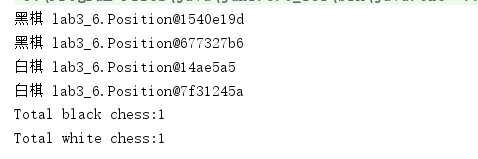 黑棋 lab3_6.Position@1540e19d
黑棋 lab3_6.Position@677327b6
白棋 lab3_6.Position@14ae5a5
白棋 lab3_6.Position@7f31245a
Total black chess:1
Total white chess:1